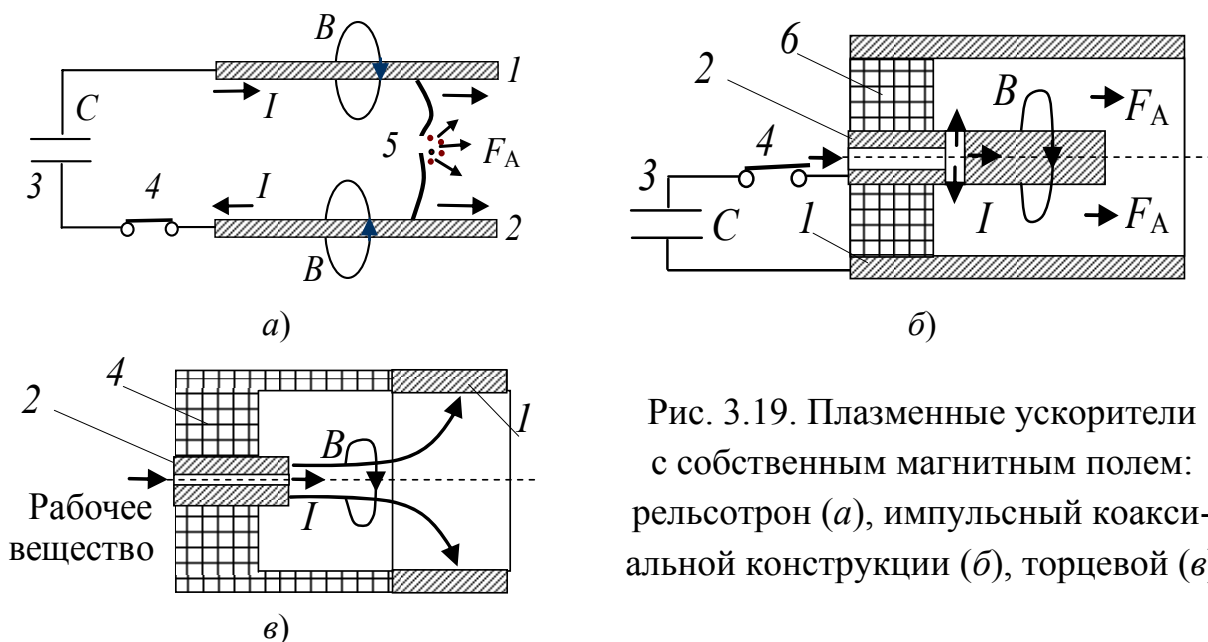 B
1
C
I
5
F_A
3
4
I
2
B
а)
6
2
B
F_A
4
3
C
1
I
F_A
б)
4
2
1
B
Рабочее
вещество
I
в)
Рис. 3.19. Плазменные ускорители
с собственным магнитным полем:
рельсотрон (а), импульсный коакси-
альной конструкции (б), торцевой (в)